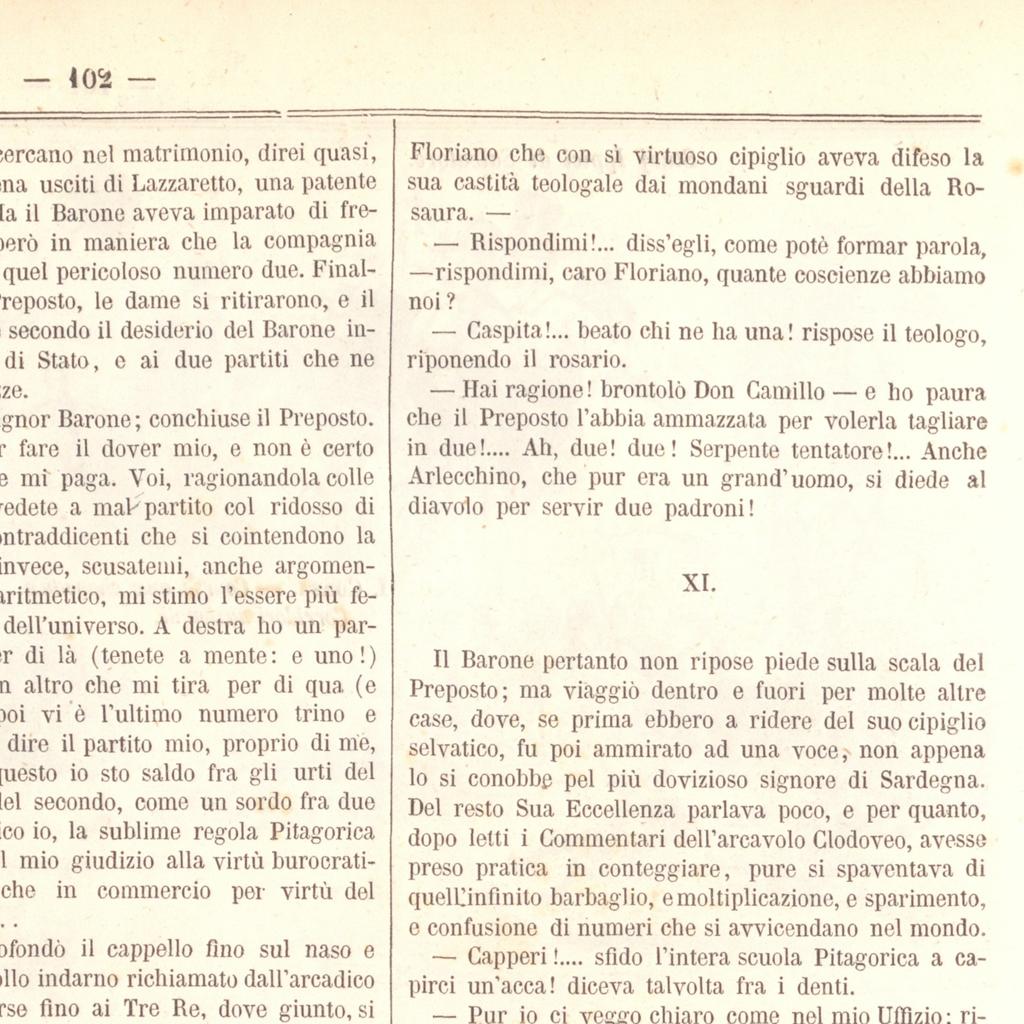 — 102 —
cercano nel matrimonio, direi quasi,
usciti di Lazzaretto, una patente
il Barone aveva imparato di fre-
però in maniera che la compagnia
quel pericoloso numero due. Final-
Preposto, le dame si ritirarono, e il
secondo il desiderio del Barone in-
di Stato, e ai due partiti che ne
Barone; conchiuse il Preposto.
fare il dover mio, e non è certo
e mi paga. Voi, ragionandola colle
vedete a mal partito col ridosso di
contraddicenti che si cointendono la
invece, scusatemi, anche argomen-
aritmetico, mi stimo l'essere più fe-
dell'universo. A destra ho un par-
di là (tenete a mente: e uno!)
altro che mi tira per di qua (e
poi vi è l'ultimo numero trino e
dire il partito mio, proprio di me,
questo io sto saldo fra gli urti del
del secondo, come un sordo fra due
io, la sublime regola Pitagorica
mio giudizio alla virtù burocrati-
che in commercio per virtù del
. .
il cappello fino sul naso e
indarno richiamato dall'arcadico
fino ai Tre Re, dove giunto, si
Floriano che con sì virtuoso cipiglio aveva difeso la
sua castità teologale dai mondani sguardi della Ro-
saura. —
— Rispondimi!... diss'egli, come potè formar parola,
—rispondimi, caro Floriano, quante coscienze abbiamo
noi?
— Caspita!... beato chi ne ha una! rispose il teologo,
riponendo il rosario.
— Hai ragione! brontolò Don Camillo — e ho paura
che il Preposto l'abbia ammazzata per volerla tagliare
in due!.... Ah, due! due! Serpente tentatore!... Anche
Arlecchino, che pur era un grand'uomo, si diede al
diavolo per servir due padroni!
XI.
Il Barone pertanto non ripose piede sulla scala del
Preposto; ma viaggiò dentro e fuori per molte altre
case, dove, se prima ebbero a ridere del suo cipiglio
selvatico, fu poi ammirato ad una voce, non appena
lo si conobbe pel più dovizioso signore di Sardegna.
Del resto Sua Eccellenza parlava poco, e per quanto,
dopo letti i Commentari dell'arcavolo Clodoveo, avesse
preso pratica in conteggiare, pure si spaventava di
quell'infinito barbaglio, e moltiplicazione, e sparimento,
e confusione di numeri che si avvicendano nel mondo.
— Capperi!.... sfido l'intera scuola Pitagorica a ca-
pirci un'acca! diceva talvolta fra i denti.
— Pur io ci veggo chiaro come nel mio Uffizio; ri-